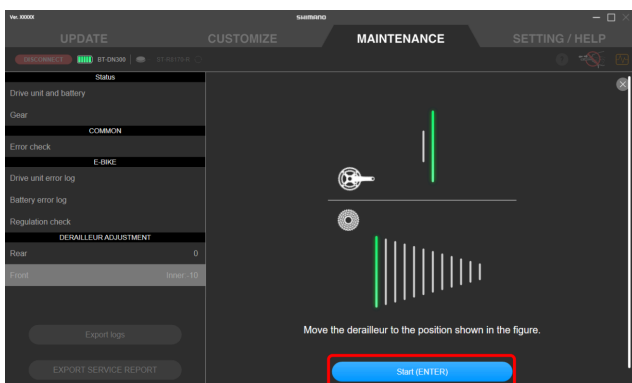 Ver. XXXXX
SHIMANO
UPDATE CUSTOMIZE MAINTENANCE SETTING / HELP
DISCONNECT BT-DN300
Status
Drive unit and battery
Gear
COMMON
Error check
E-BIKE
Drive unit error log
Battery error log
Regulation check
DERAILLEUR ADJUSTMENT
Rear 0
Front Inner -10
Export logs
EXPORT SERVICE REPORT
Move the derailleur to the position shown in the figure.
Start (ENTER)